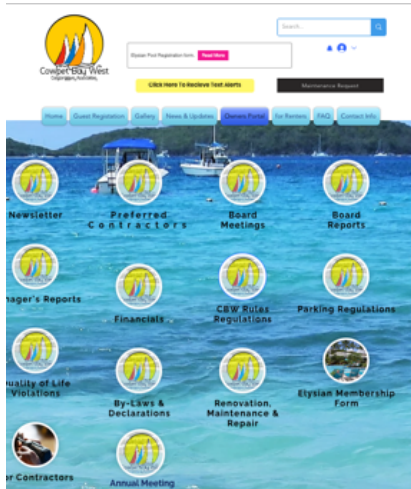 Cowpet Bay West
Search...
Elysian Pool Registration form
Read More
Click Here To Recieve Text Alerts
Maintenance Request
Home
Guest Registration
Gallery
News & Updates
Owners Portal
for Renters
FAQ
Contact Info
Newsletter
Preferred
Contractors
Board
Meetings
Board
Reports
nager's Reports
Financials
CBW Rules
Regulations
Parking Regulations
uality of Life
Violations
By-Laws &
Declarations
Renovation,
Maintenance &
Repair
Elysian Membership
Form
or Contractors
Annual Meeting